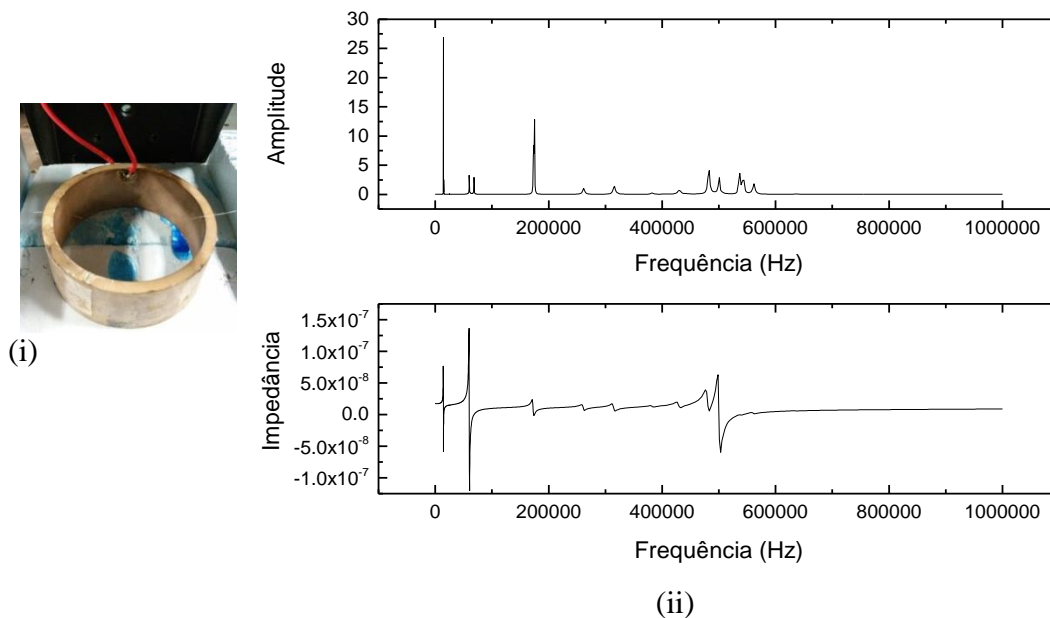 (i)
30
25
20
15
10
5
0
Amplitude
0 200000 400000 600000 800000 1000000
Frequência (Hz)
1.5x10⁻⁷
1.0x10⁻⁷
5.0x10⁻⁸
0.0
-5.0x10⁻⁸
-1.0x10⁻⁷
Impedância
0 200000 400000 600000 800000 1000000
Frequência (Hz)
(ii)